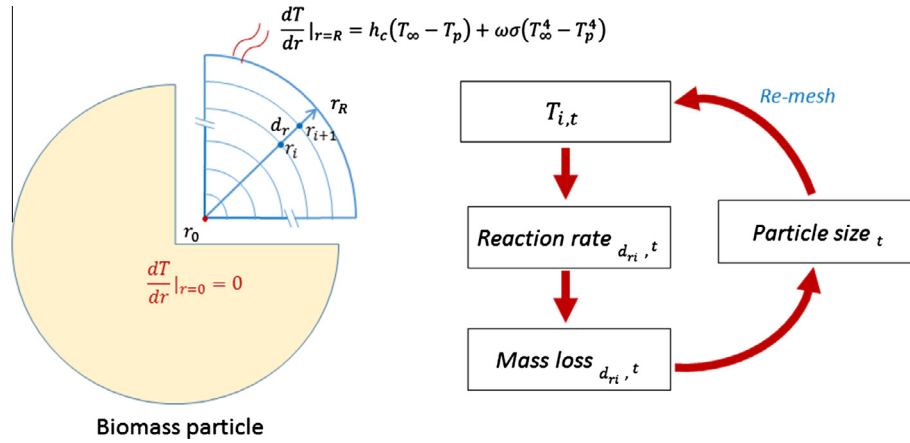 dT/dr|r=R = hc(T∞ − Tp) + ωσ(T∞⁴ − Tp⁴)
rR
dr
ri+1
ri
r0
dT/dr|r=0 = 0
Biomass particle
Ti,t
Re-mesh
Reaction rate dri , t
Particle size t
Mass loss dri , t